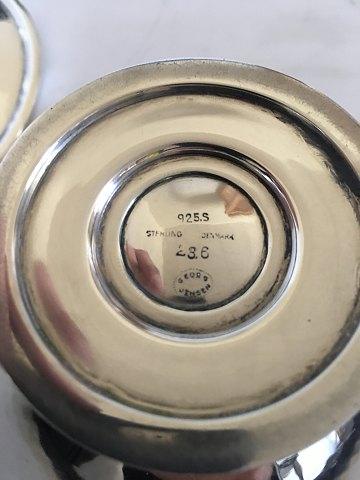 925.S
STERLING DENMARK
236
GEORG
JENSEN